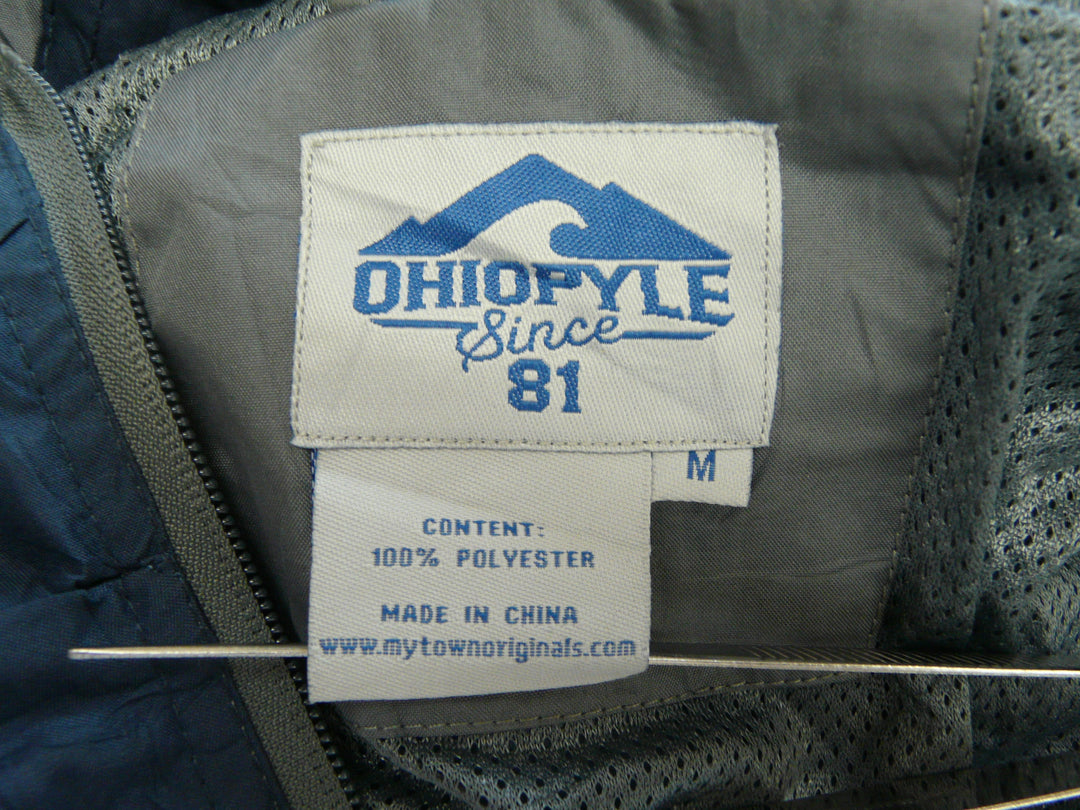 OHIOPYLE
Since
81
M
CONTENT:
100% POLYESTER
MADE IN CHINA
www.mytownoriginals.com